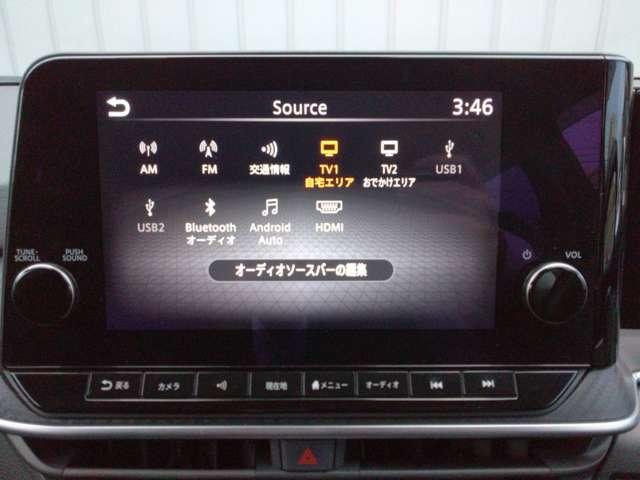 Source 3:46
AM FM 交通情報 TV1 自宅エリア TV2 おでかけエリア USB1
USB2 Bluetooth オーディオ Android Auto HDMI
オーディオソースバーの編集
TUNE・SCROLL
PUSH SOUND
VOL
戻る カメラ 現在地 メニュー オーディオ